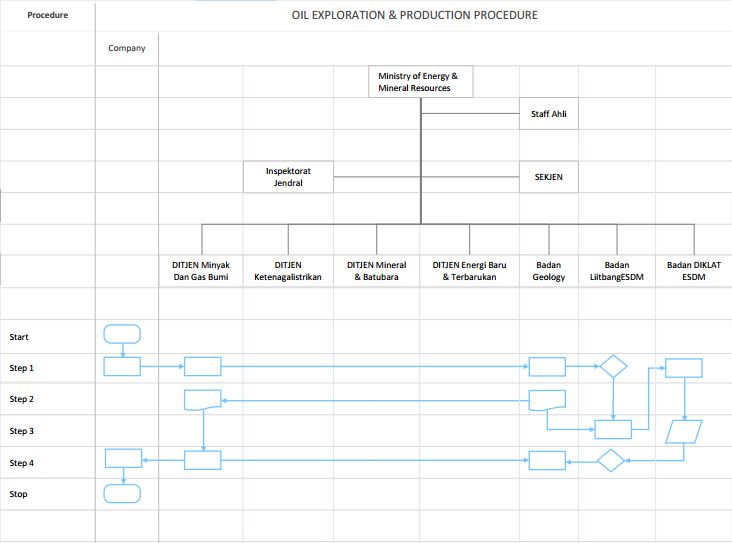 Procedure
OIL EXPLORATION & PRODUCTION PROCEDURE
Company
Ministry of Energy &
Mineral Resources
Staff Ahli
Inspektorat
Jendral
SEKJEN
DITJEN Minyak
Dan Gas Bumi
DITJEN
Ketenagalistrikan
DITJEN Mineral
& Batubara
DITJEN Energi Baru
& Terbarukan
Badan
Geology
Badan
LiitbangESDM
Badan DIKLAT
ESDM
Start
Step 1
Step 2
Step 3
Step 4
Stop